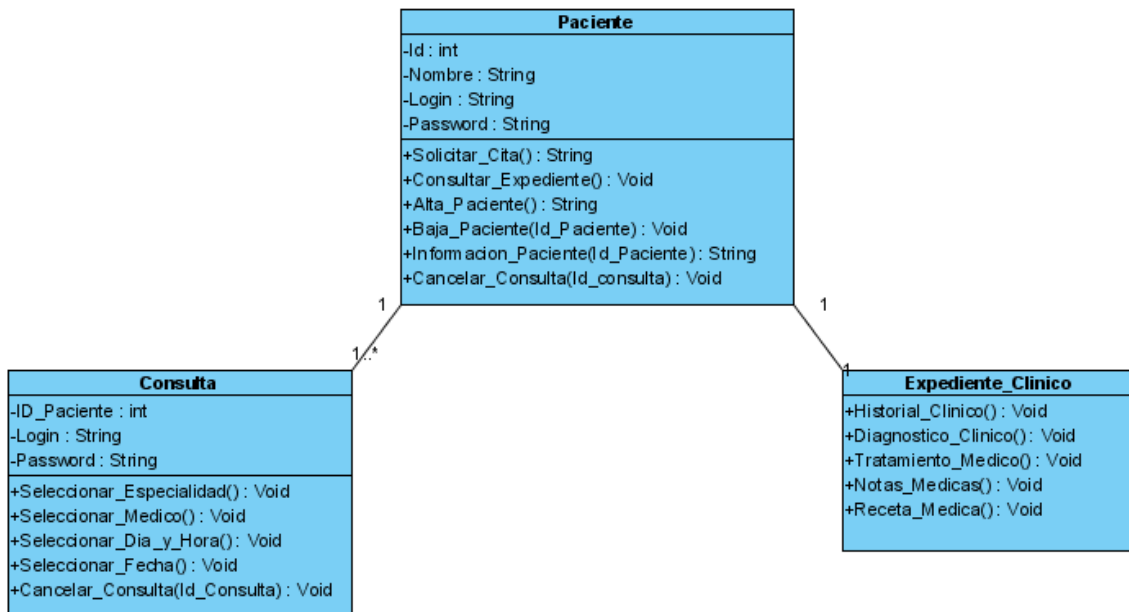 Paciente
-Id : int
-Nombre : String
-Login : String
-Password : String
+Solicitar_Cita() : String
+Consultar_Expediente() : Void
+Alta_Paciente() : String
+Baja_Paciente(Id_Paciente) : Void
+Informacion_Paciente(Id_Paciente) : String
+Cancelar_Consulta(Id_consulta) : Void
1
1
1..*
1
Consulta
-ID_Paciente : int
-Login : String
-Password : String
+Seleccionar_Especialidad() : Void
+Seleccionar_Medico() : Void
+Seleccionar_Dia_y_Hora() : Void
+Seleccionar_Fecha() : Void
+Cancelar_Consulta(Id_Consulta) : Void
Expediente_Clinico
+Historial_Clinico() : Void
+Diagnostico_Clinico() : Void
+Tratamiento_Medico() : Void
+Notas_Medicas() : Void
+Receta_Medica() : Void